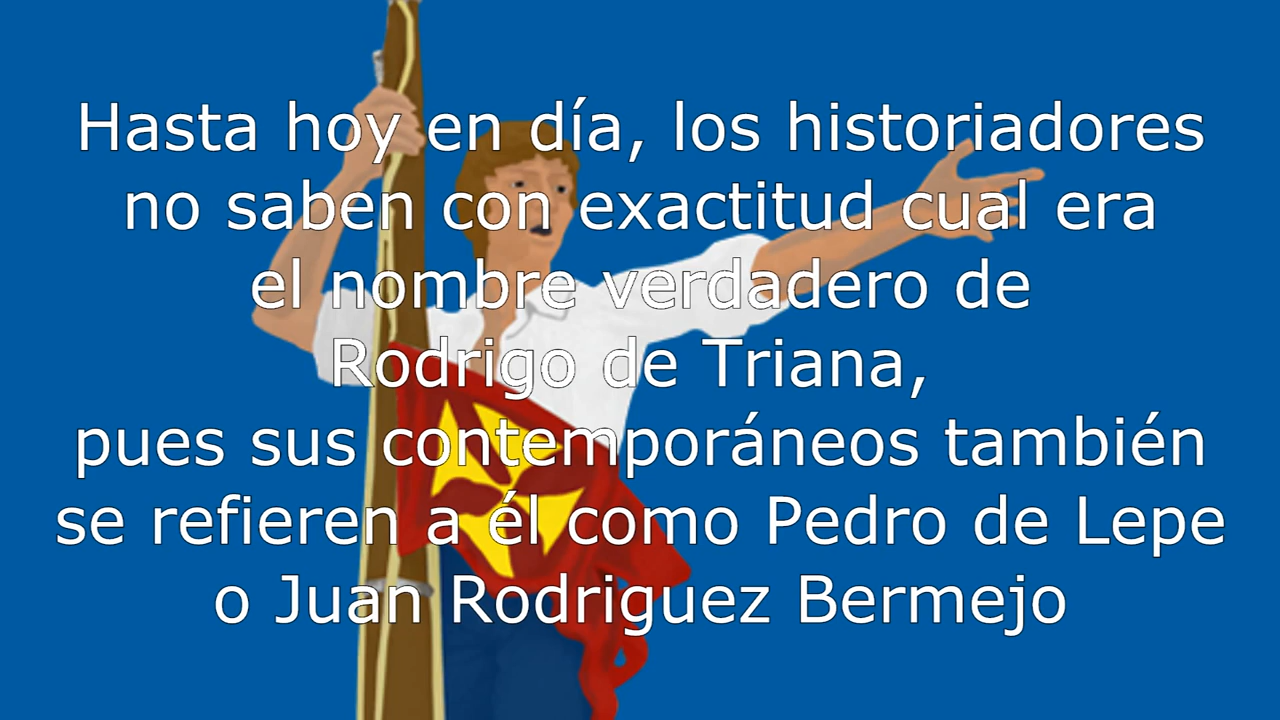 Hasta hoy en día, los historiadores
no saben con exactitud cual era
el nombre verdadero de
Rodrigo de Triana,
pues sus contemporáneos también
se refieren a él como Pedro de Lepe
o Juan Rodriguez Bermejo